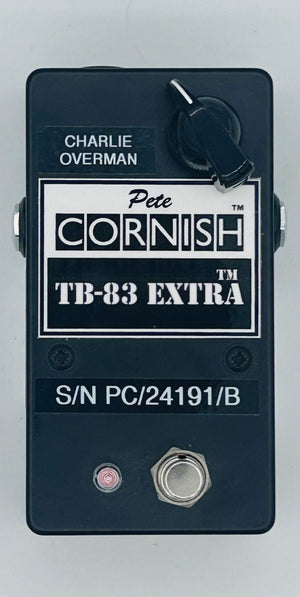 CHARLIE
OVERMAN
Pete
CORNISH™
TB-83 EXTRA™
S/N PC/24191/B